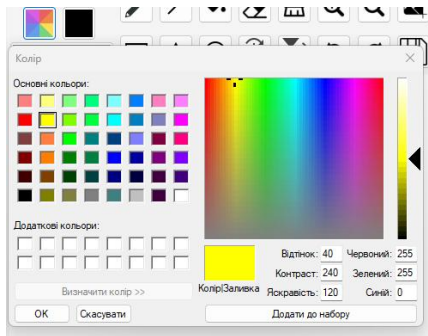 Колір
Основні кольори:
Додаткові кольори:
Визначити колір >>
OK Скасувати
Колір|Заливка
Відтінок: 40 Червоний: 255
Контраст: 240 Зелений: 255
Яскравість: 120 Синій: 0
Додати до набору